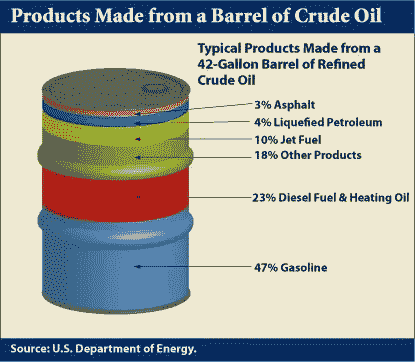 Products Made from a Barrel of Crude Oil
Typical Products Made from a
42-Gallon Barrel of Refined
Crude Oil
3% Asphalt
4% Liquefied Petroleum
10% Jet Fuel
18% Other Products
23% Diesel Fuel & Heating Oil
47% Gasoline
Source: U.S. Department of Energy.